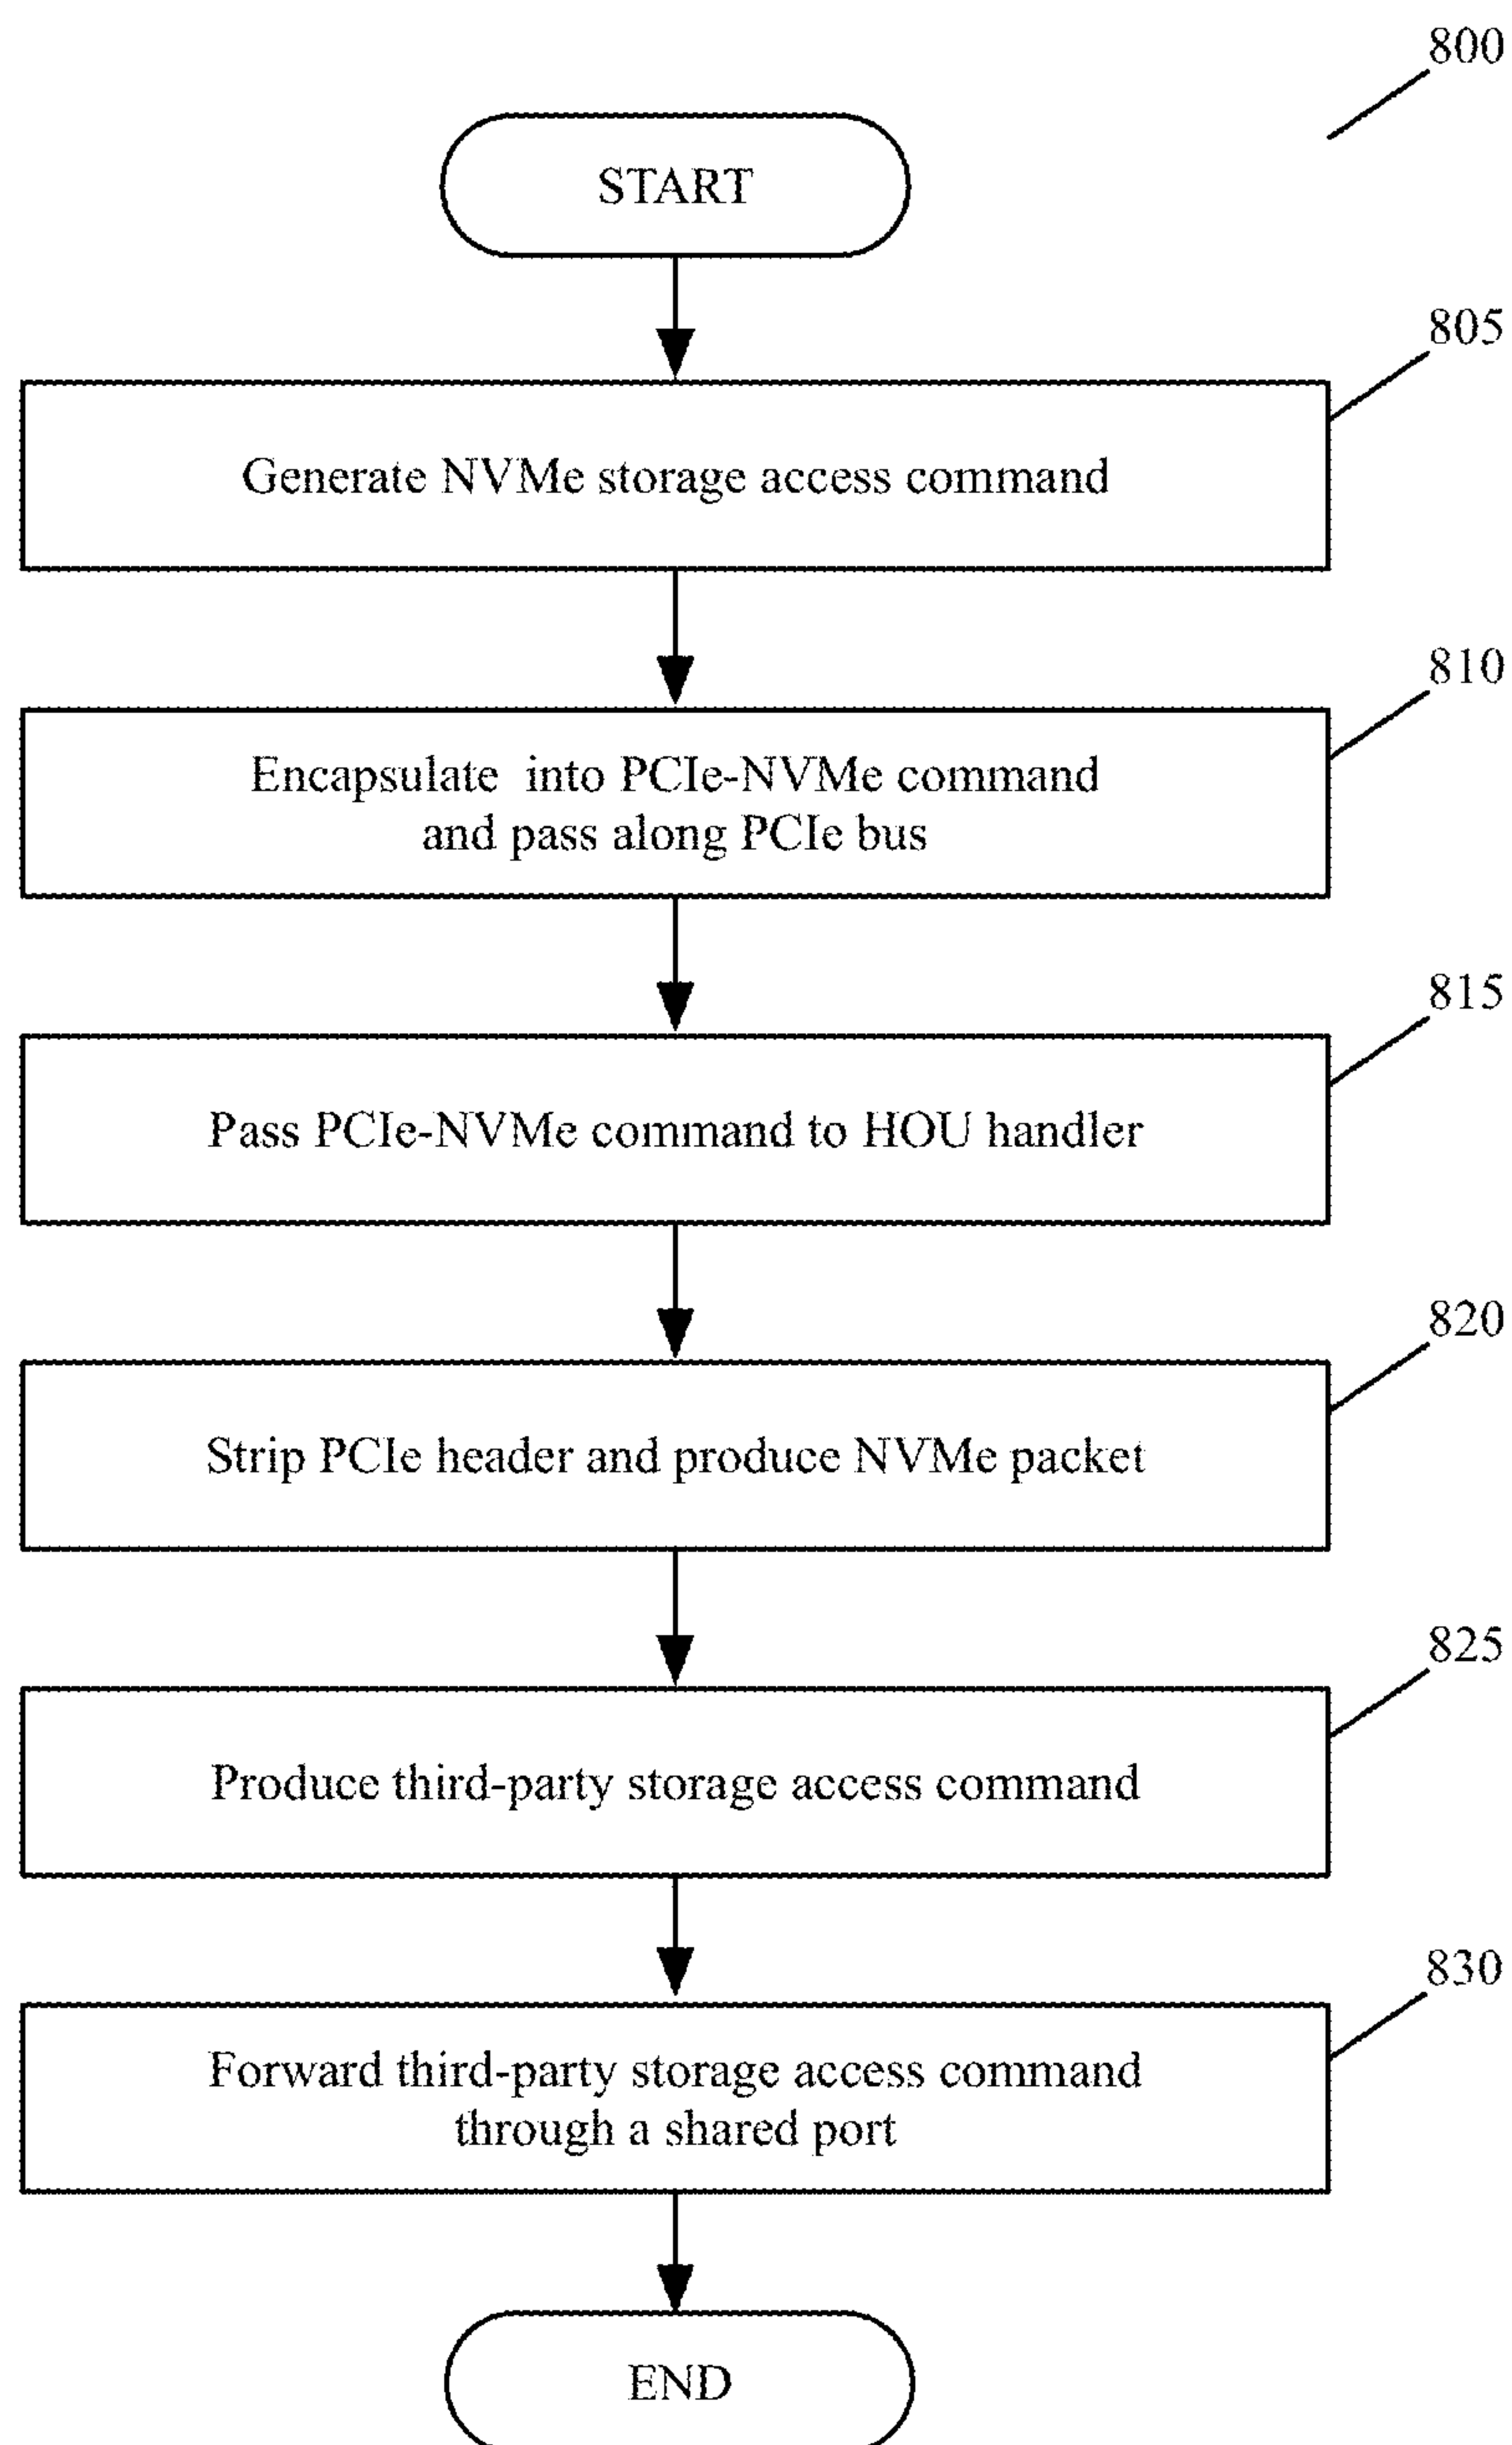 800
START
805
Generate NVMe storage access command
810
Encapsulate into PCIe-NVMe command
and pass along PCIe bus
815
Pass PCIe-NVMe command to HOU handler
820
Strip PCIe header and produce NVMe packet
825
Produce third-party storage access command
830
Forward third-party storage access command
through a shared port
END